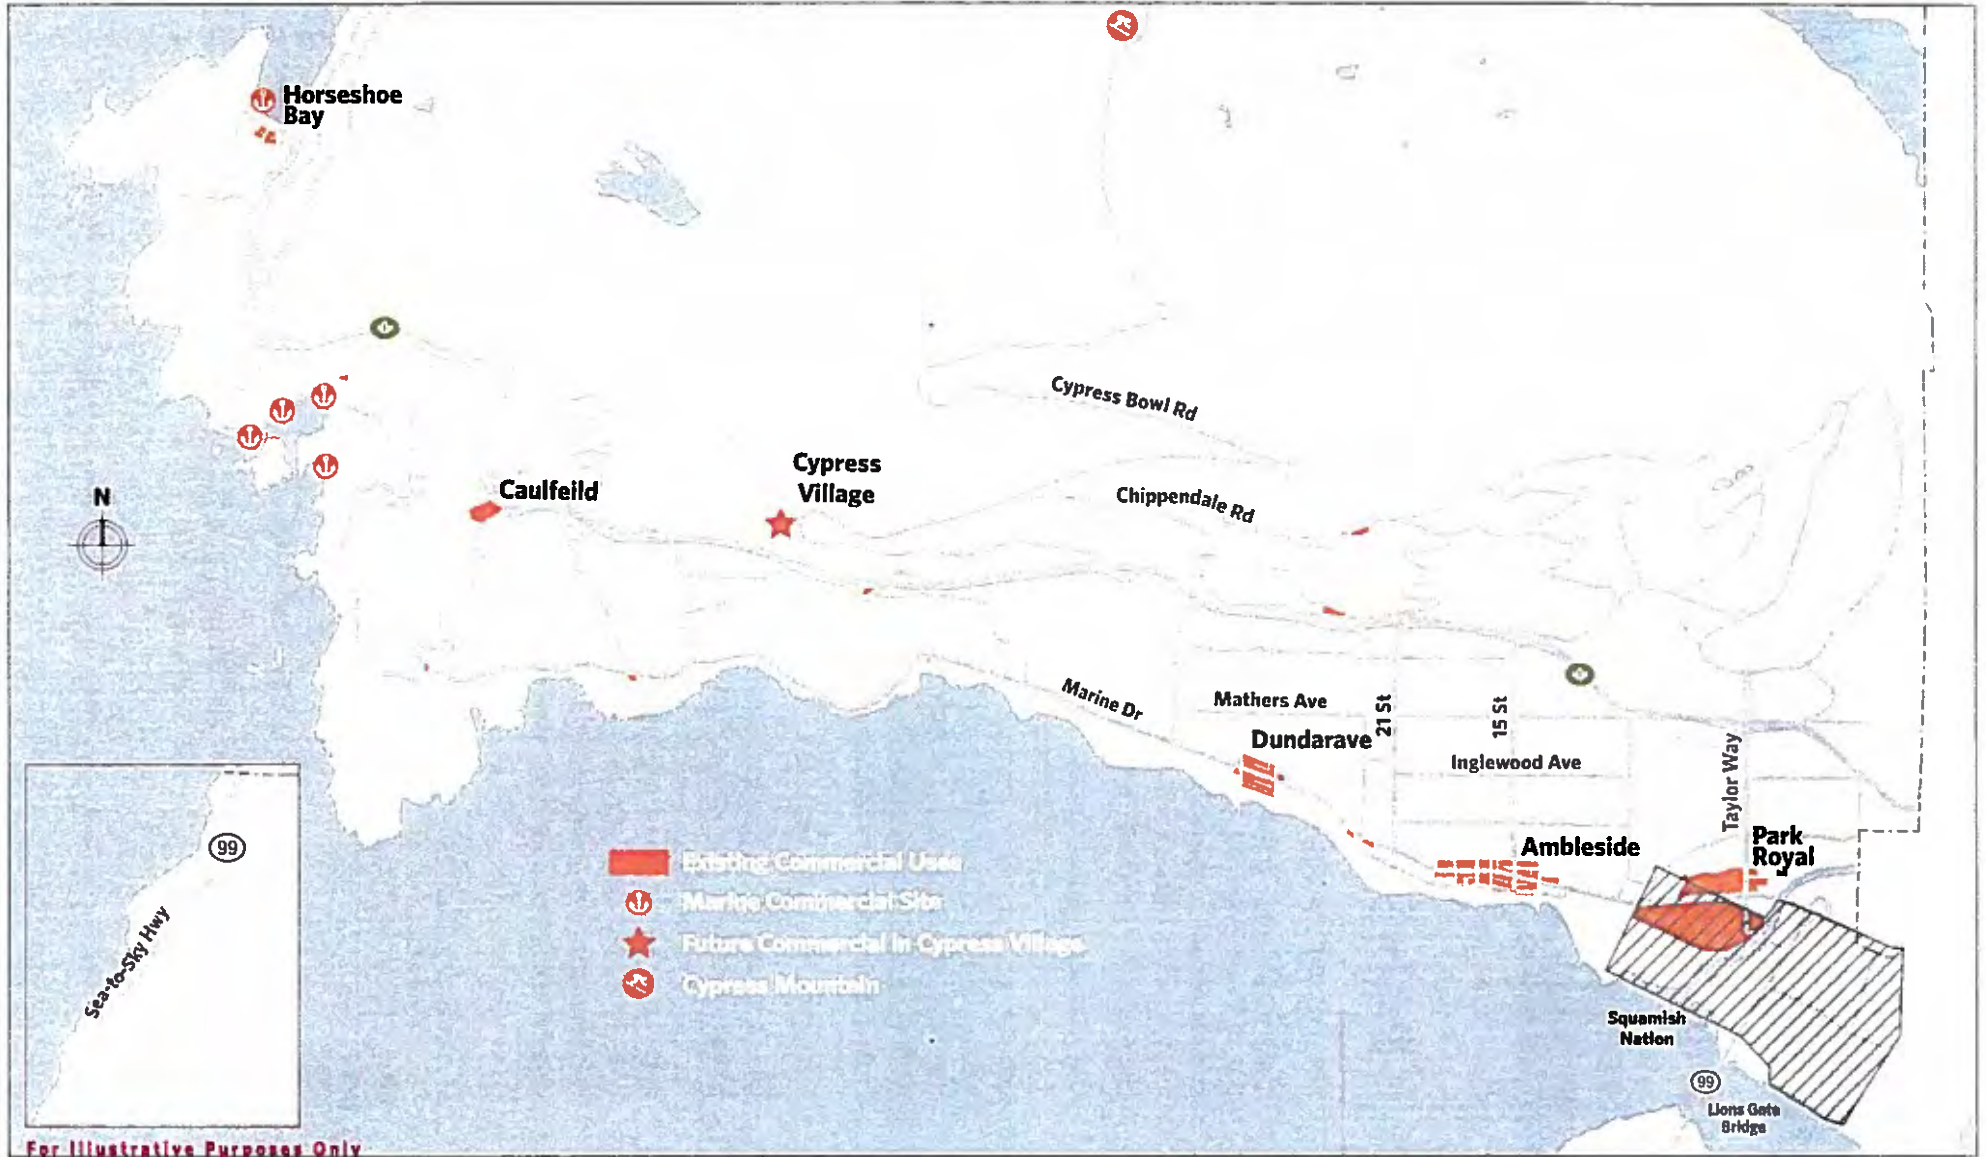 Horseshoe
Bay
Cypress Bowl Rd
Cypress
Village
Caulfeild
Chippendale Rd
N
Marine Dr
Mathers Ave
21 St
15 St
Dundarave
Inglewood Ave
Taylor Way
Park
Royal
Ambleside
99
Sea-to-Sky Hwy
Existing Commercial Uses
Marine Commercial Site
Future Commercial in Cypress Village
Cypress Mountain
Squamish
Nation
99
Lions Gate
Bridge
For Illustrative Purposes Only